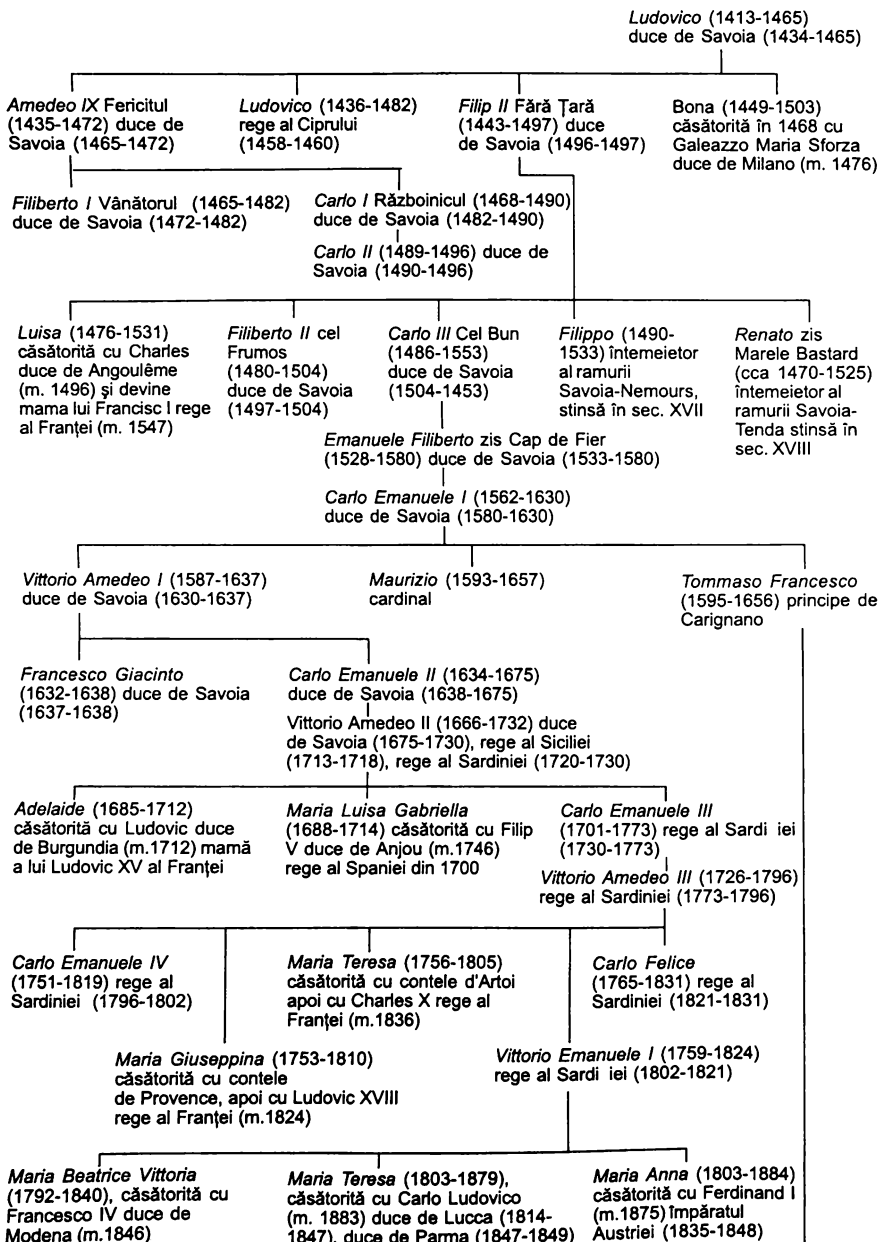 Ludovico (1413-1465)
duce de Savoia (1434-1465)
Amedeo IX Fericitul
(1435-1472) duce de
Savoia (1465-1472)
Ludovico (1436-1482)
rege al Ciprului
(1458-1460)
Filip II Fără Ţară
(1443-1497) duce
de Savoia (1496-1497)
Bona (1449-1503)
căsătorită în 1468 cu
Galeazzo Maria Sforza
duce de Milano (m. 1476)
Filiberto I Vânătorul (1465-1482)
duce de Savoia (1472-1482)
Carlo I Războinicul (1468-1490)
duce de Savoia (1482-1490)
Carlo II (1489-1496) duce de
Savoia (1490-1496)
Luisa (1476-1531)
căsătorită cu Charles
duce de Angoulême
(m. 1496) şi devine
mama lui Francisc I rege
al Franţei (m. 1547)
Filiberto II cel
Frumos
(1480-1504)
duce de Savoia
(1497-1504)
Carlo III Cel Bun
(1486-1553)
duce de Savoia
(1504-1453)
Filippo (1490-
1533) întemeietor
al ramurii
Savoia-Nemours,
stinsă în sec. XVII
Renato zis
Marele Bastard
(cca 1470-1525)
întemeietor al
ramurii Savoia-
Tenda stinsă în
sec. XVIII
Emanuele Filiberto zis Cap de Fier
(1528-1580) duce de Savoia (1533-1580)
Carlo Emanuele I (1562-1630)
duce de Savoia (1580-1630)
Vittorio Amedeo I (1587-1637)
duce de Savoia (1630-1637)
Maurizio (1593-1657)
cardinal
Tommaso Francesco
(1595-1656) principe de
Carignano
Francesco Giacinto
(1632-1638) duce de Savoia
(1637-1638)
Carlo Emanuele II (1634-1675)
duce de Savoia (1638-1675)
Vittorio Amedeo II (1666-1732) duce
de Savoia (1675-1730), rege al Siciliei
(1713-1718), rege al Sardiniei (1720-1730)
Adelaide (1685-1712)
căsătorită cu Ludovic duce
de Burgundia (m.1712) mamă
a lui Ludovic XV al Franţei
Maria Luisa Gabriella
(1688-1714) căsătorită cu Filip
V duce de Anjou (m.1746)
rege al Spaniei din 1700
Carlo Emanuele III
(1701-1773) rege al Sardi iei
(1730-1773)
Vittorio Amedeo III (1726-1796)
rege al Sardiniei (1773-1796)
Carlo Emanuele IV
(1751-1819) rege al
Sardiniei (1796-1802)
Maria Teresa (1756-1805)
căsătorită cu contele d'Artoi
apoi cu Charles X rege al
Franţei (m.1836)
Carlo Felice
(1765-1831) rege al
Sardiniei (1821-1831)
Maria Giuseppina (1753-1810)
căsătorită cu contele
de Provence, apoi cu Ludovic XVIII
rege al Franţei (m.1824)
Vittorio Emanuele I (1759-1824)
rege al Sardi iei (1802-1821)
Maria Beatrice Vittoria
(1792-1840), căsătorită cu
Francesco IV duce de
Modena (m.1846)
Maria Teresa (1803-1879),
căsătorită cu Carlo Ludovico
(m. 1883) duce de Lucca (1814-
1847), duce de Parma (1847-1849)
Maria Anna (1803-1884)
căsătorită cu Ferdinand I
(m.1875) împăratul
Austriei (1835-1848)